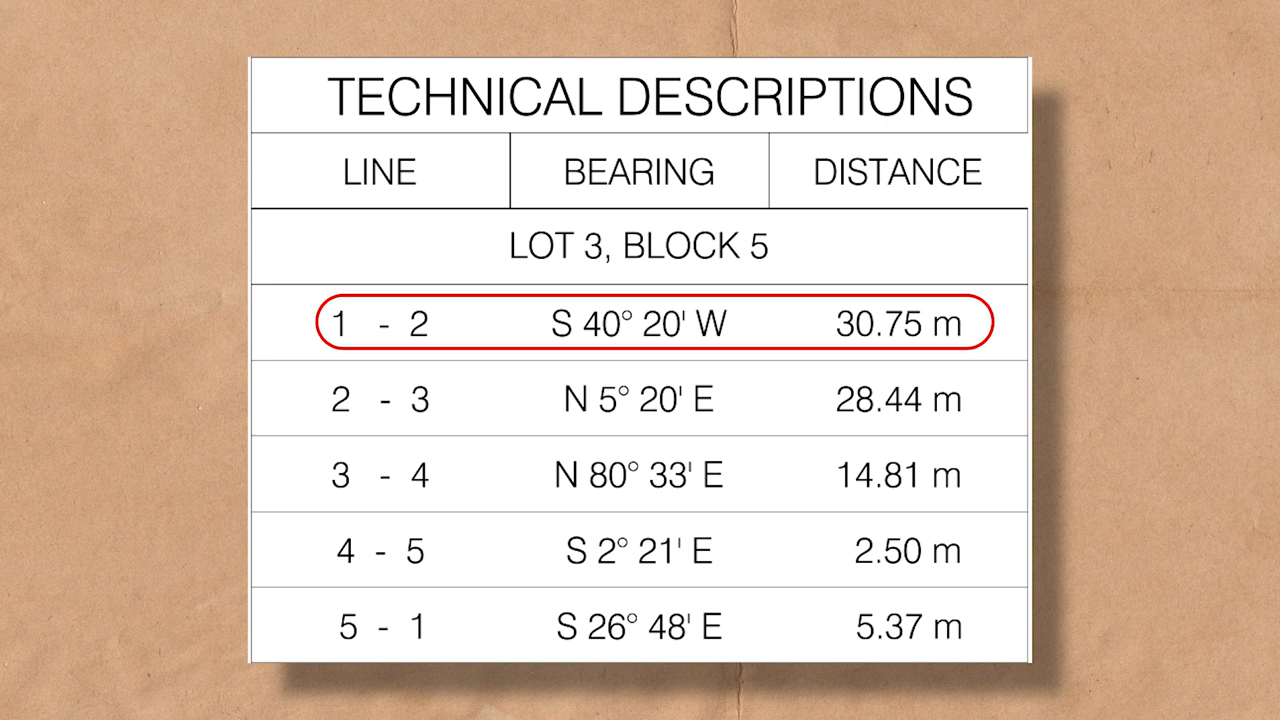 TECHNICAL DESCRIPTIONS
LINE BEARING DISTANCE
LOT 3, BLOCK 5
1 - 2 S 40° 20' W 30.75 m
2 - 3 N 5° 20' E 28.44 m
3 - 4 N 80° 33' E 14.81 m
4 - 5 S 2° 21' E 2.50 m
5 - 1 S 26° 48' E 5.37 m